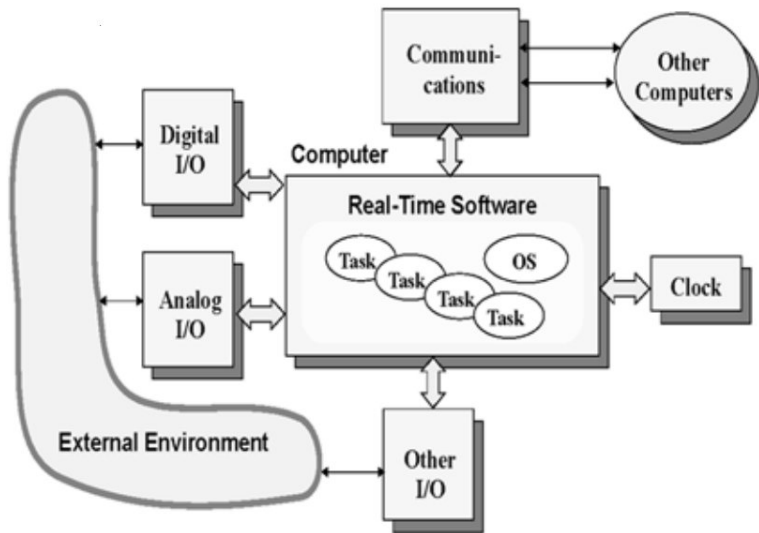 Communi-
cations
Other
Computers
Digital
I/O
Computer
Real-Time Software
Task
Task
Task
Task
OS
Clock
Analog
I/O
External Environment
Other
I/O